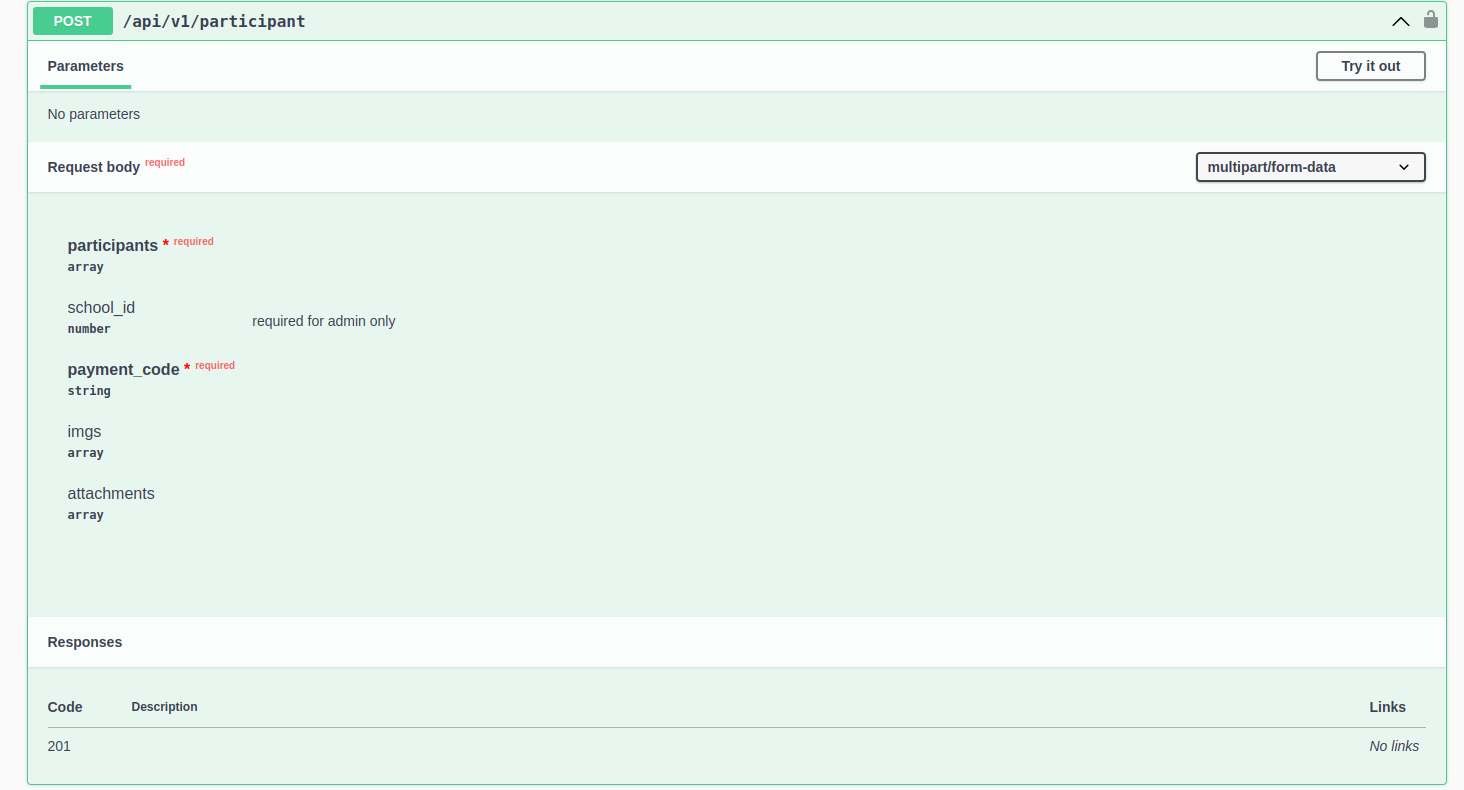 POST /api/v1/participant
Parameters
Try it out
No parameters
Request body required
multipart/form-data
participants * required
array
school_id
number
required for admin only
payment_code * required
string
imgs
array
attachments
array
Responses
Code Description Links
201 No links